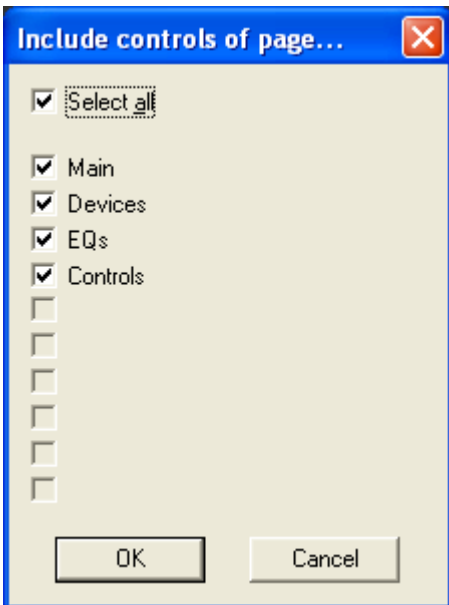 Include controls of page...
Select all
Main
Devices
EQs
Controls
OK
Cancel